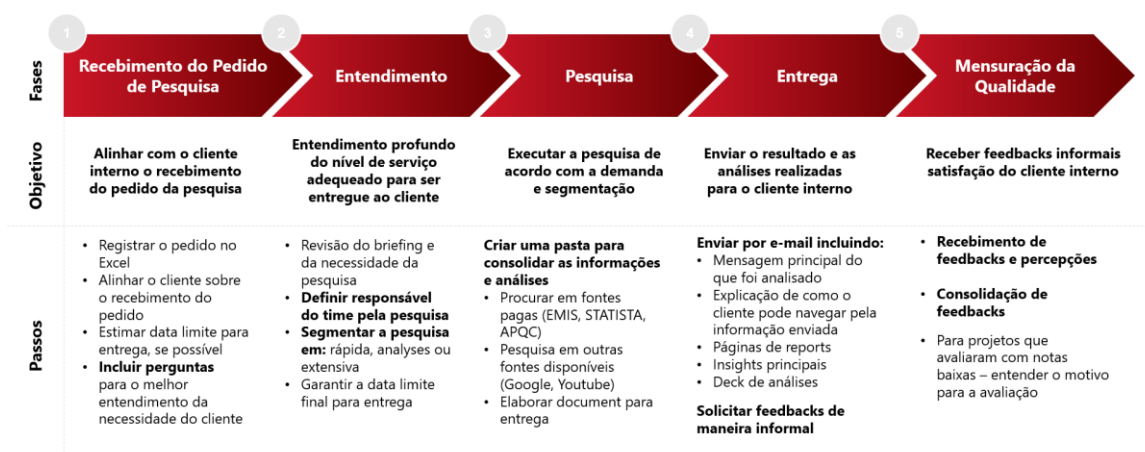 1
2
3
4
5
Fases
Recebimento do Pedido
de Pesquisa
Entendimento
Pesquisa
Entrega
Mensuração da
Qualidade
Objetivo
Alinhar com o cliente
interno o recebimento
do pedido da pesquisa
Entendimento profundo
do nível de serviço
adequeado para ser
entregue ao cliente
Executar a pesquisa de
acordo com a demanda
e segmentação
Enviar o resultado e as
análises realizadas
para o cliente interno
Receber feedbacks informais
satisfação do cliente interno
Passos
• Registrar o pedido no
Excel
• Alinhar o cliente sobre
o recebimento do
pedido
• Estimar data limite para
entrega, se possível
• Incluir perguntas
para o melhor
entendimento da
necessidade do cliente
• Revisão do briefing e
da necessidade da
pesquisa
• Definir responsável
do time pela pesquisa
• Segmentar a pesquisa
em: rápida, analyses ou
extensiva
• Garantir a data limite
final para entrega
Criar uma pasta para
consolidar as informações
e análises
• Procurar em fontes
pagas (EMIS, STATISTA,
APQC)
• Pesquisa em outras
fontes disponíveis
(Google, Youtube)
• Elaborar document para
entrega
Enviar por e-mail incluindo:
• Mensagem principal do
que foi analisado
• Explicação de como o
cliente pode navegar pela
informação enviada
• Páginas de reports
• Insights principais
• Deck de análises
Solicitar feedbacks de
maneira informal
• Recebimento de
feedbacks e percepções
• Consolidação de
feedbacks
• Para projetos que
avaliaram com notas
baixas – entender o motivo
para a avaliação